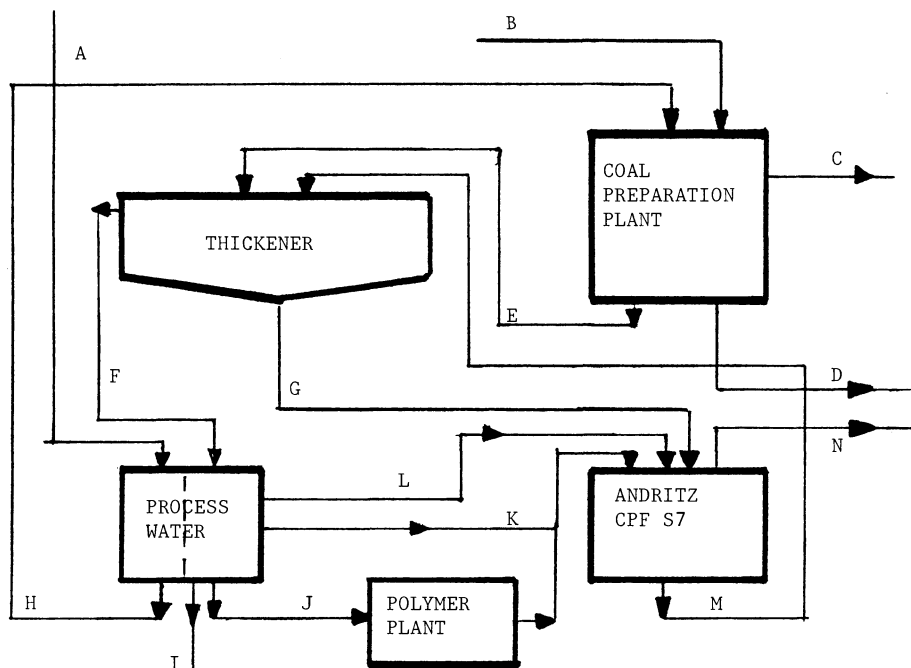 A
B
C
COAL
PREPARATION
PLANT
THICKENER
E
D
F
G
N
L
ANDRITZ
CPF S7
PROCESS
WATER
K
H
J
POLYMER
PLANT
M
I